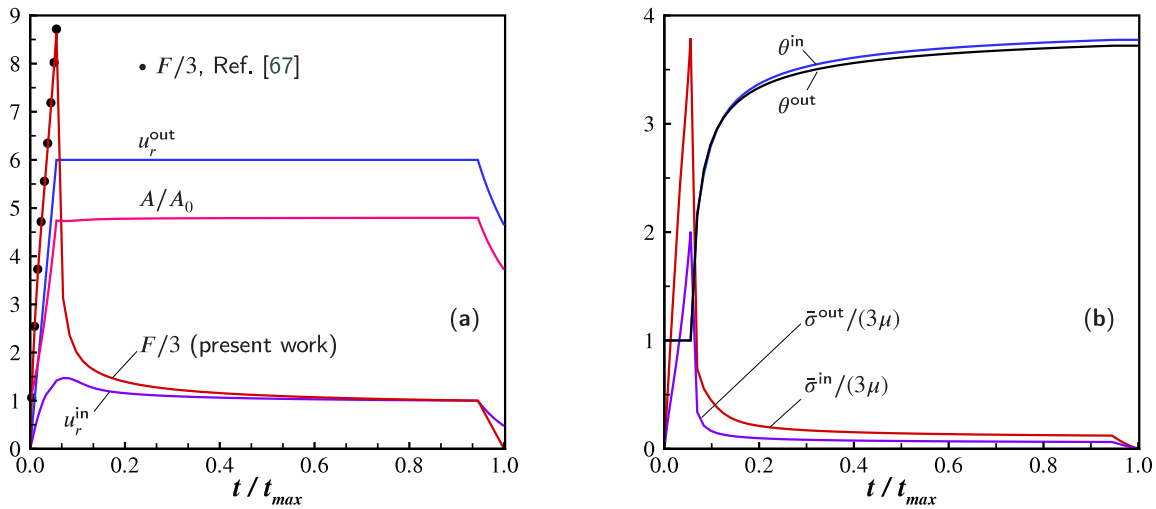 9
8
7
6
5
4
3
2
1
0
0.0 0.2 0.4 0.6 0.8 1.0
t / t_max
• F/3, Ref. [67]
u_r^out
A/A_0
(a)
F/3 (present work)
u_r^in
4
3
2
1
0
0.0 0.2 0.4 0.6 0.8 1.0
t / t_max
θ^in
θ^out
(b)
σ̄^out/(3μ)
σ̄^in/(3μ)